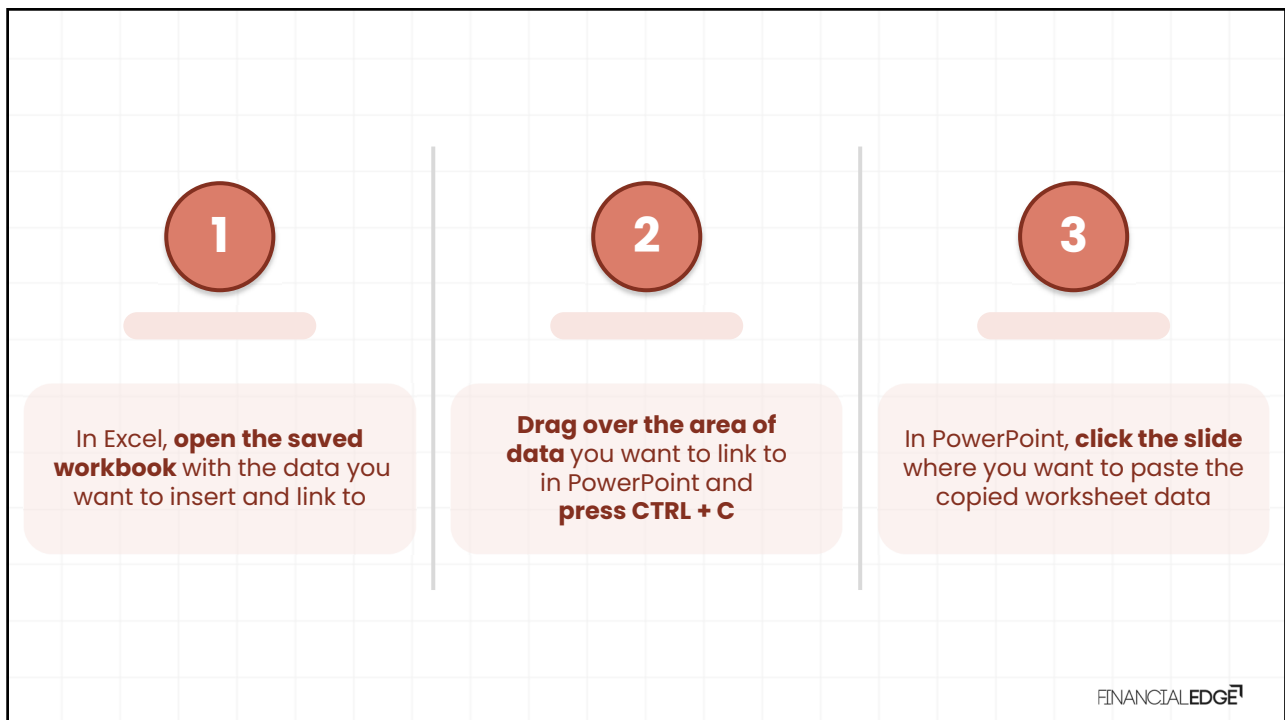 1
In Excel, open the saved
workbook with the data you
want to insert and link to
2
Drag over the area of
data you want to link to
in PowerPoint and
press CTRL + C
3
In PowerPoint, click the slide
where you want to paste the
copied worksheet data
FINANCIALEDGE